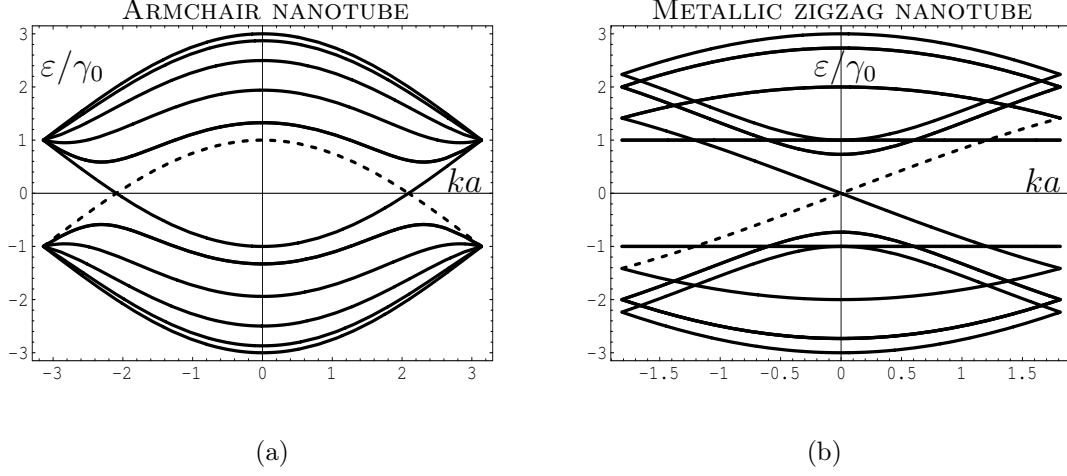 ARMCHAIR NANOTUBE
METALLIC ZIGZAG NANOTUBE
ε/γ0
ε/γ0
3
2
1
0
−1
−2
−3
3
2
1
0
−1
−2
−3
ka
ka
−3 −2 −1 0 1 2 3
−1.5 −1 −0.5 0 0.5 1 1.5
(a)
(b)